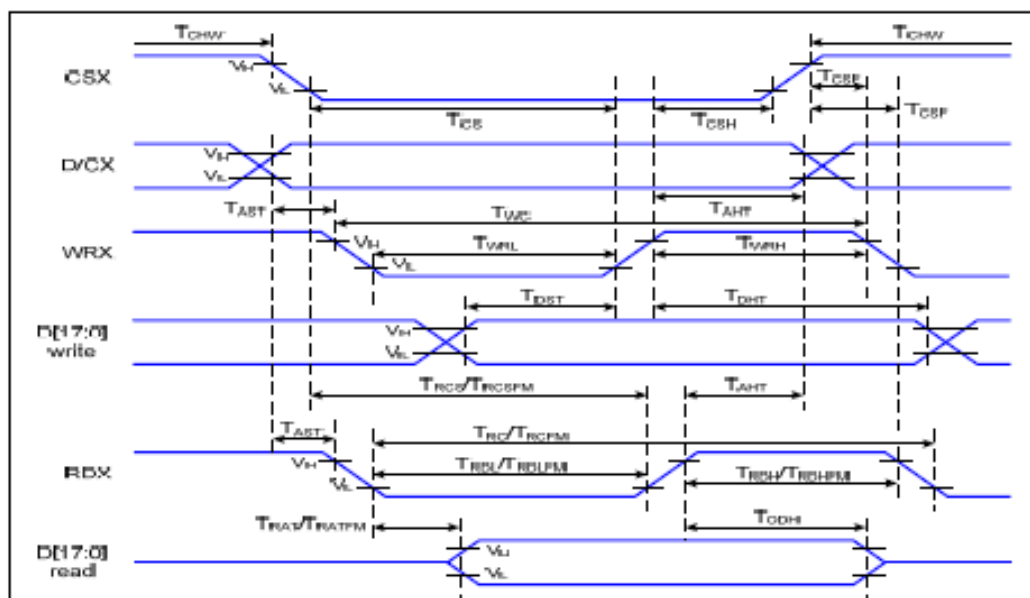 TCHW TCHW
CSX VIH TCSF
VIL TCS TCSH TCSF
D/CX VIH
VIL
TAST TWC TAHT
WRX VIH TWRL TWRH
VIL
TDST TDHT
D[17:0] VIH
write VIL
TRCS/TRCSFM TAHT
TAST TRC/TRCFM
RDX VIH TRDL/TRDLFM TRDH/TRDHFM
VIL
TRAT/TRATFM TODH
D[17:0] VIH
read VIL